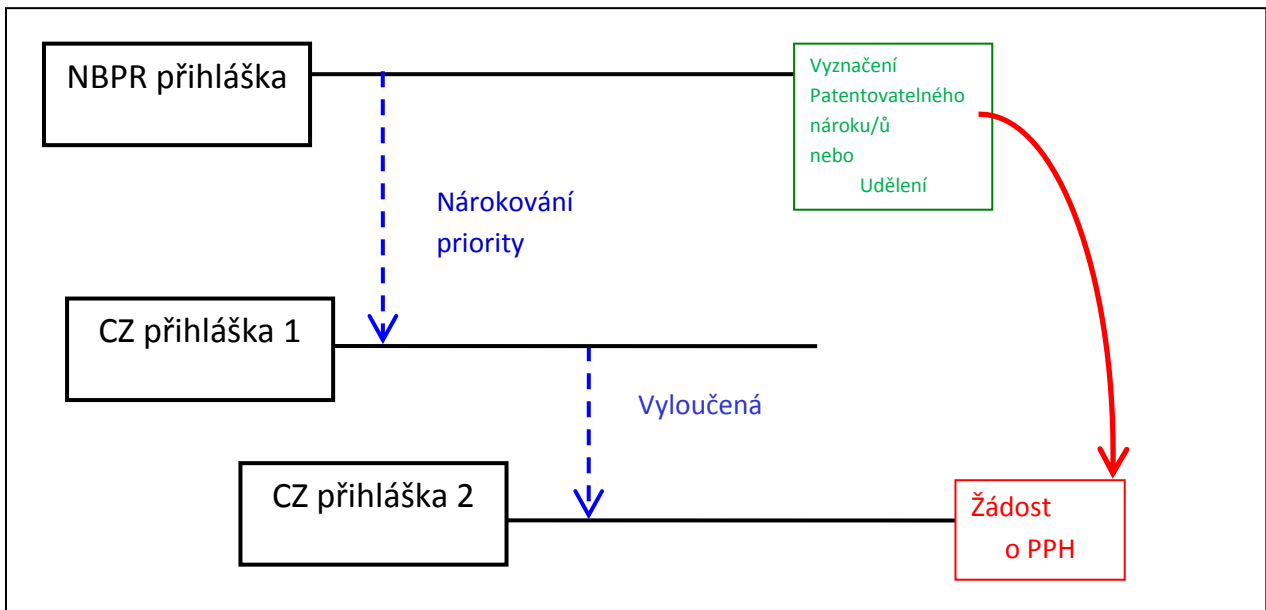 NBPR přihláška
Vyznačení
Patentovatelného
nároku/ů
nebo
Udělení
Nárokování
priority
CZ přihláška 1
Vyloučená
CZ přihláška 2
Žádost
o PPH